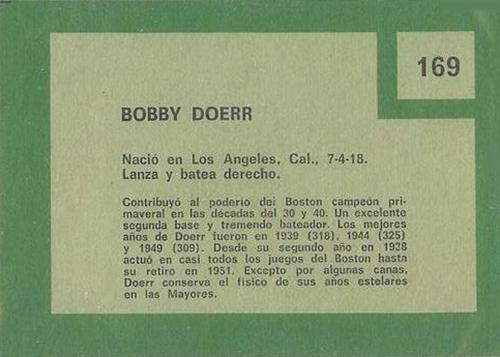 169
BOBBY DOERR
Nació en Los Angeles, Cal., 7-4-18.
Lanza y batea derecho.
Contribuyó al poderío del Boston campeón pri-
maveral en las décadas del 30 y 40. Un excelente
segunda base y tremendo bateador. Los mejores
años de Doerr fueron en 1939 (318), 1944 (325)
y 1949 (309). Desde su segundo año en 1938
actuó en casi todos los juegos del Boston hasta
su retiro en 1951. Excepto por algunas canas,
Doerr conserva el físico de sus años estelares
en las Mayores.